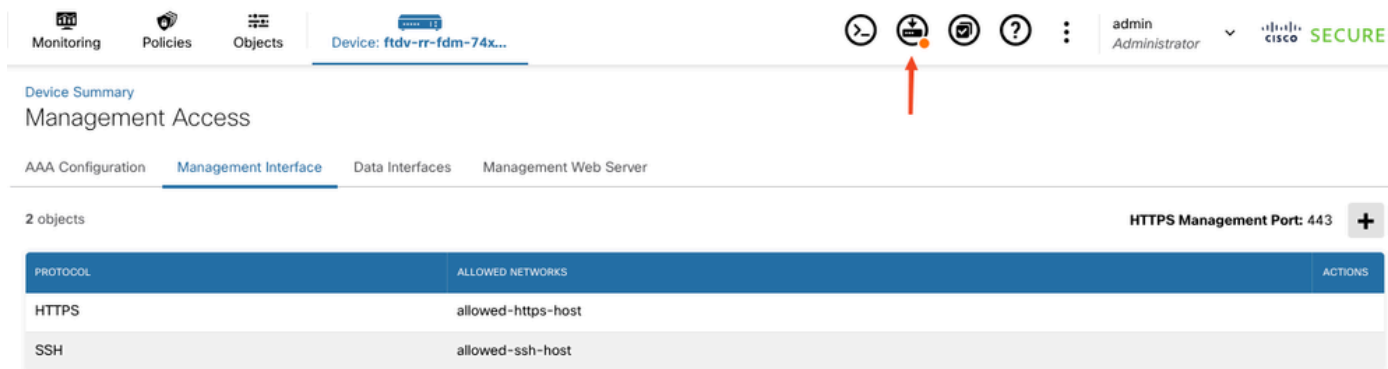 Monitoring Policies Objects Device: ftdv-rr-fdm-74x... admin Administrator cisco SECURE
Device Summary
Management Access
AAA Configuration Management Interface Data Interfaces Management Web Server
2 objects HTTPS Management Port: 443
PROTOCOL ALLOWED NETWORKS ACTIONS
HTTPS allowed-https-host
SSH allowed-ssh-host